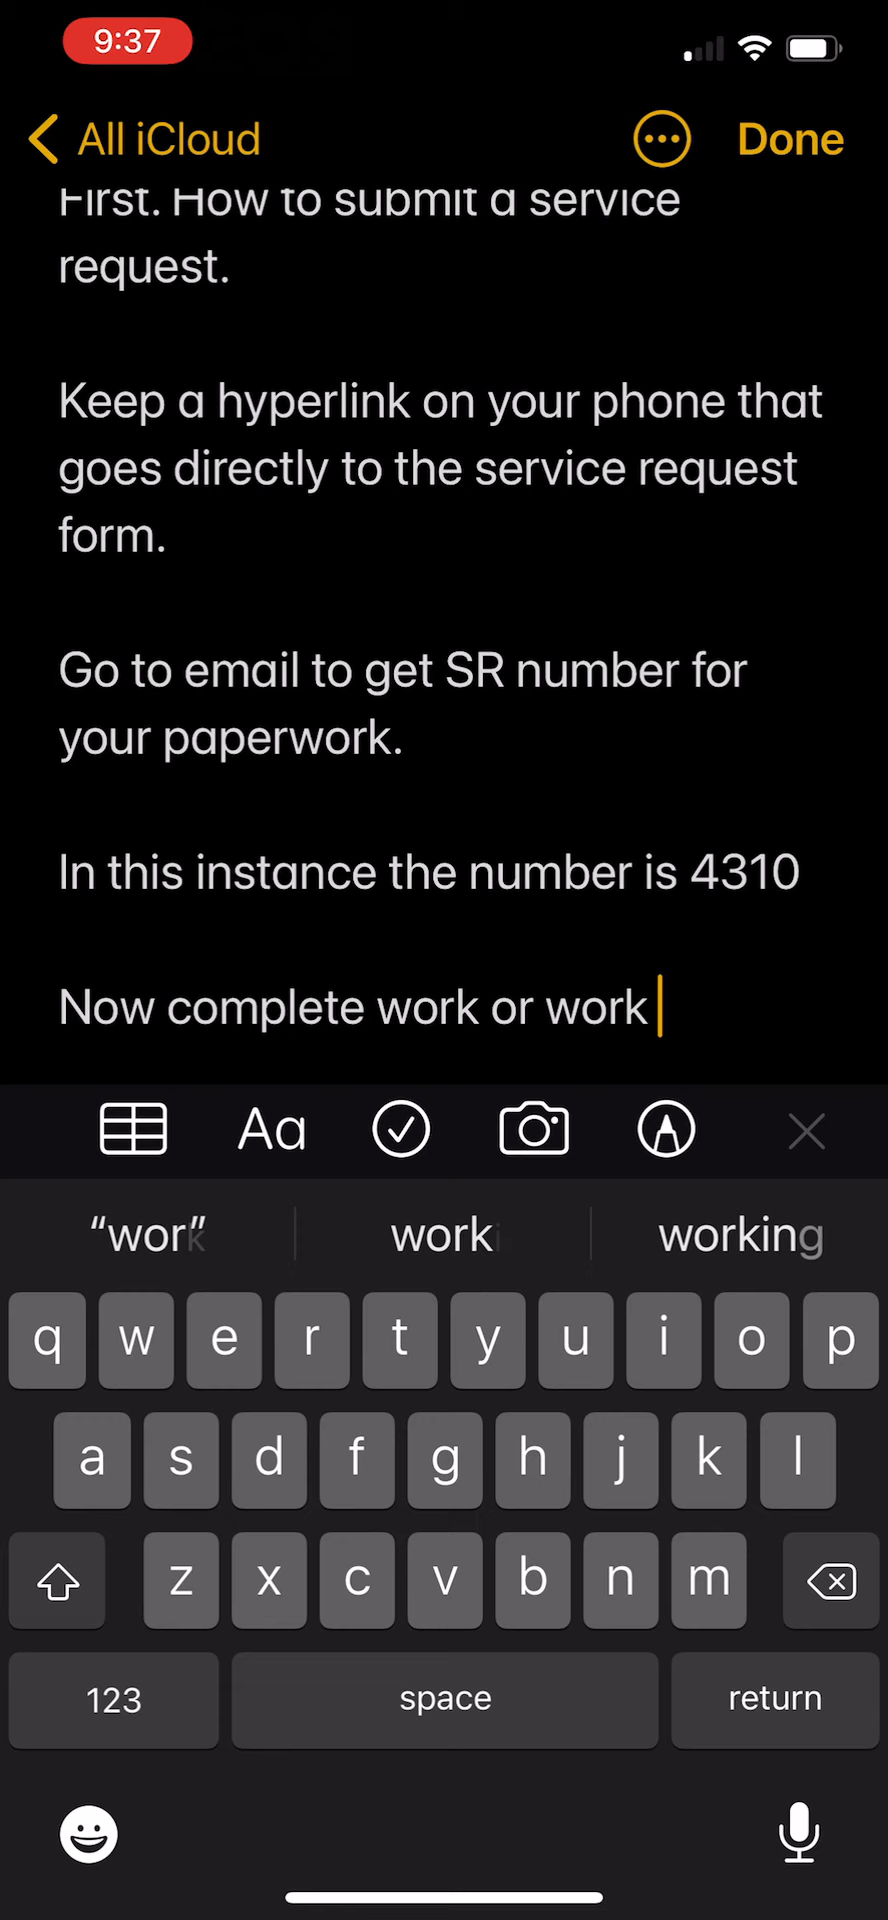 9:37
All iCloud
Done
First. How to submit a service
request.
Keep a hyperlink on your phone that
goes directly to the service request
form.
Go to email to get SR number for
your paperwork.
In this instance the number is 4310
Now complete work or work
Aa
“work” work working
q w e r t y u i o p
a s d f g h j k l
z x c v b n m
123 space return